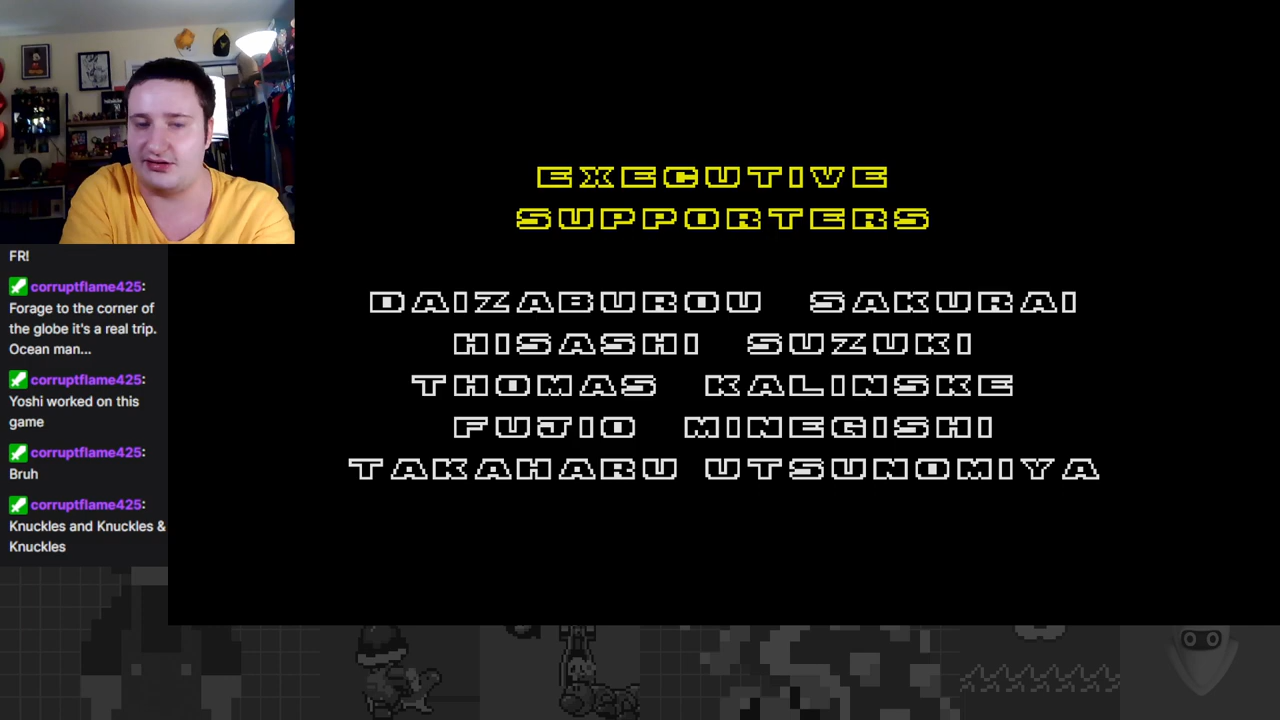 EXECUTIVE
SUPPORTERS
DAIZABUROU SAKURAI
HISASHI SUZUKI
THOMAS KALINSKE
FUJIO MINEGISHI
TAKAHARU UTSUNOMIYA
FR!
corruptflame425:
Forage to the corner of
the globe it's a real trip.
Ocean man...
corruptflame425:
Yoshi worked on this
game
corruptflame425:
Bruh
corruptflame425:
Knuckles and Knuckles &
Knuckles